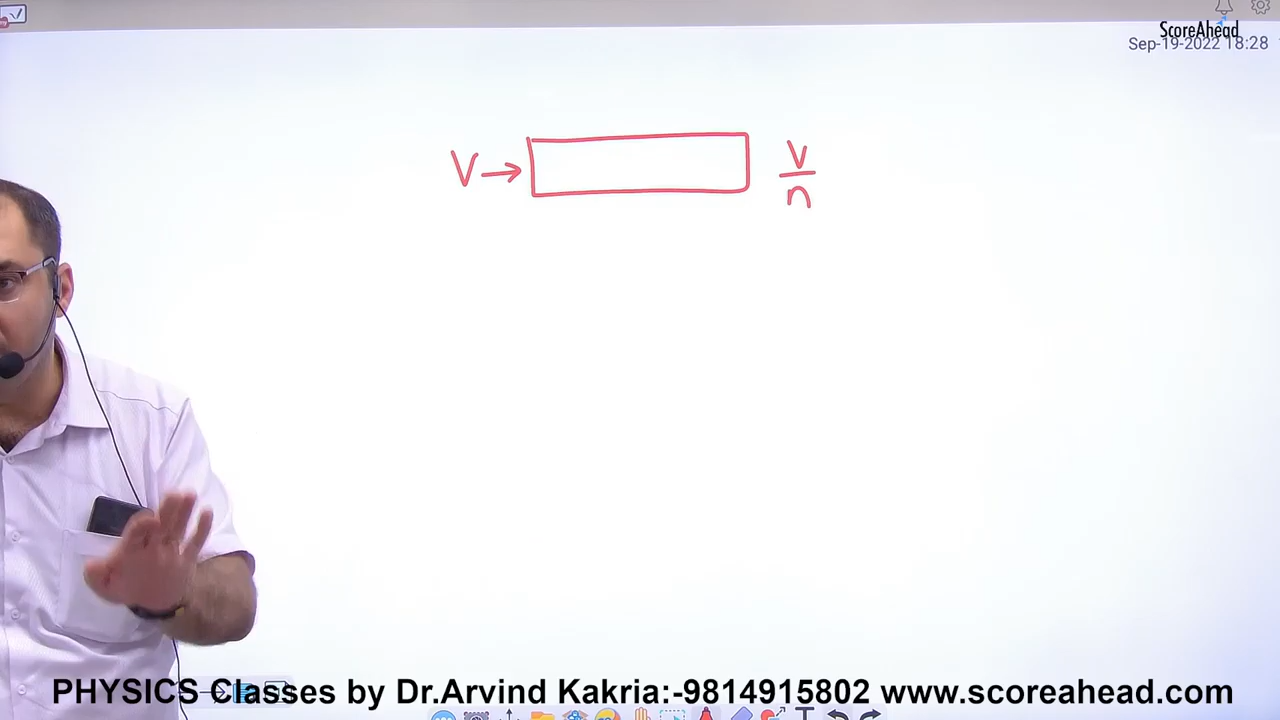 ScoreAhead
Sep-19-2022 18:28
V → v/n
PHYSICS Classes by Dr.Arvind Kakria:-9814915802 www.scoreahead.com